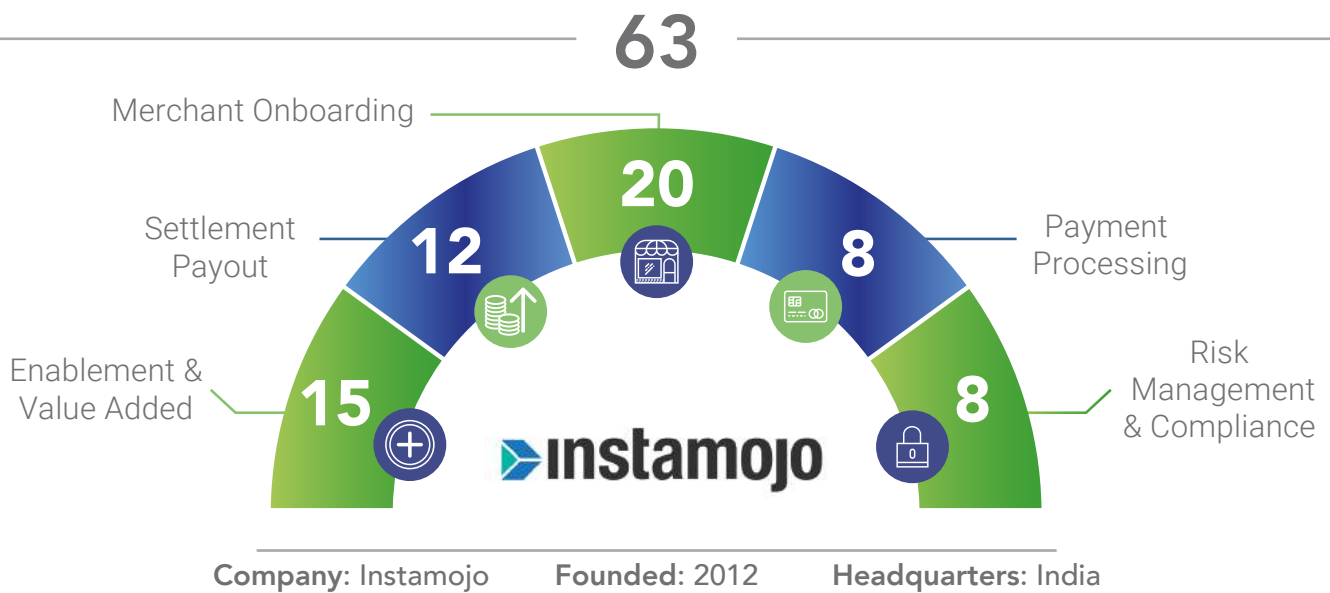 63
Merchant Onboarding
20
Settlement
Payout
12
8
Payment
Processing
Enablement &
Value Added
15
8
Risk
Management
& Compliance
0
instamojo
Company: Instamojo Founded: 2012 Headquarters: India